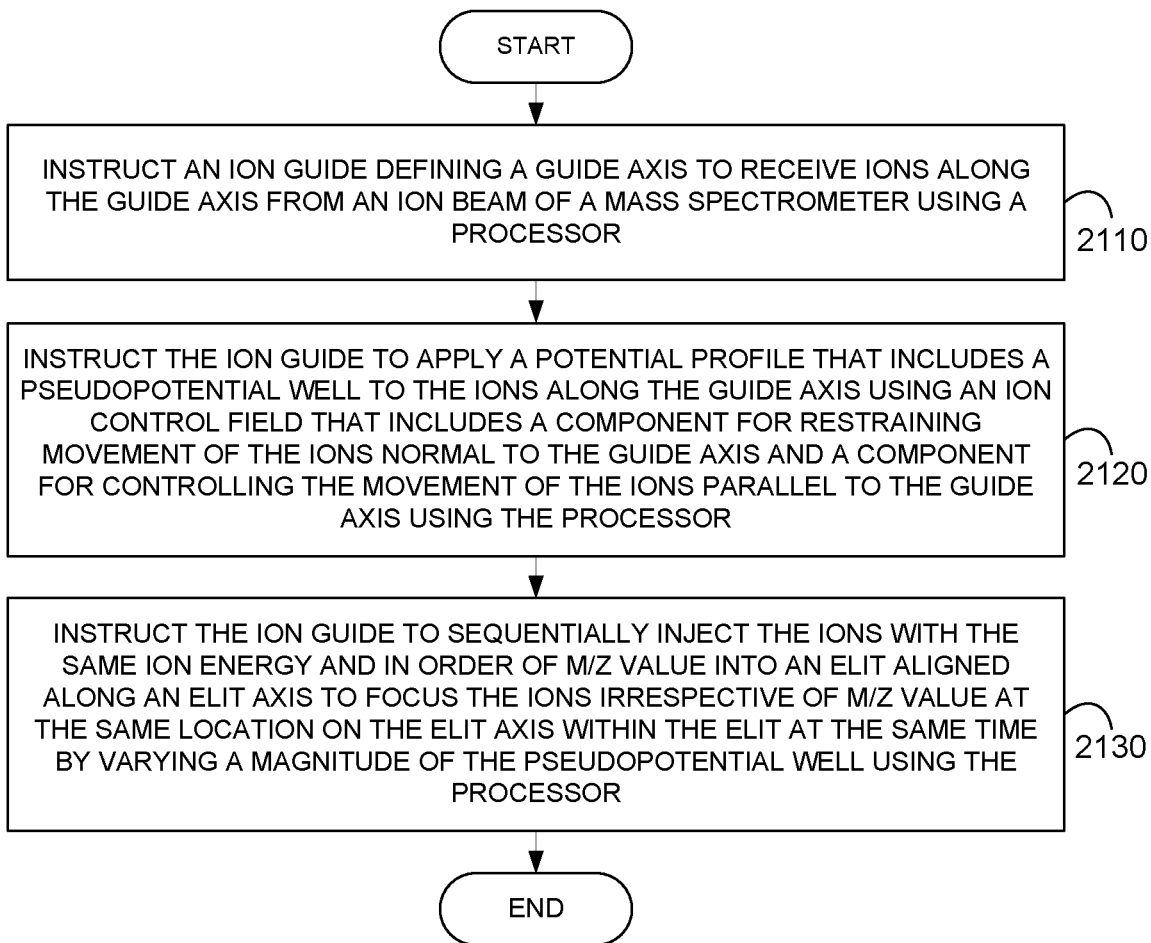 START
INSTRUCT AN ION GUIDE DEFINING A GUIDE AXIS TO RECEIVE IONS ALONG
THE GUIDE AXIS FROM AN ION BEAM OF A MASS SPECTROMETER USING A
PROCESSOR
2110
INSTRUCT THE ION GUIDE TO APPLY A POTENTIAL PROFILE THAT INCLUDES A
PSEUDOPOTENTIAL WELL TO THE IONS ALONG THE GUIDE AXIS USING AN ION
CONTROL FIELD THAT INCLUDES A COMPONENT FOR RESTRAINING
MOVEMENT OF THE IONS NORMAL TO THE GUIDE AXIS AND A COMPONENT
FOR CONTROLLING THE MOVEMENT OF THE IONS PARALLEL TO THE GUIDE
AXIS USING THE PROCESSOR
2120
INSTRUCT THE ION GUIDE TO SEQUENTIALLY INJECT THE IONS WITH THE
SAME ION ENERGY AND IN ORDER OF M/Z VALUE INTO AN ELIT ALIGNED
ALONG AN ELIT AXIS TO FOCUS THE IONS IRRESPECTIVE OF M/Z VALUE AT
THE SAME LOCATION ON THE ELIT AXIS WITHIN THE ELIT AT THE SAME TIME
BY VARYING A MAGNITUDE OF THE PSEUDOPOTENTIAL WELL USING THE
PROCESSOR
2130
END